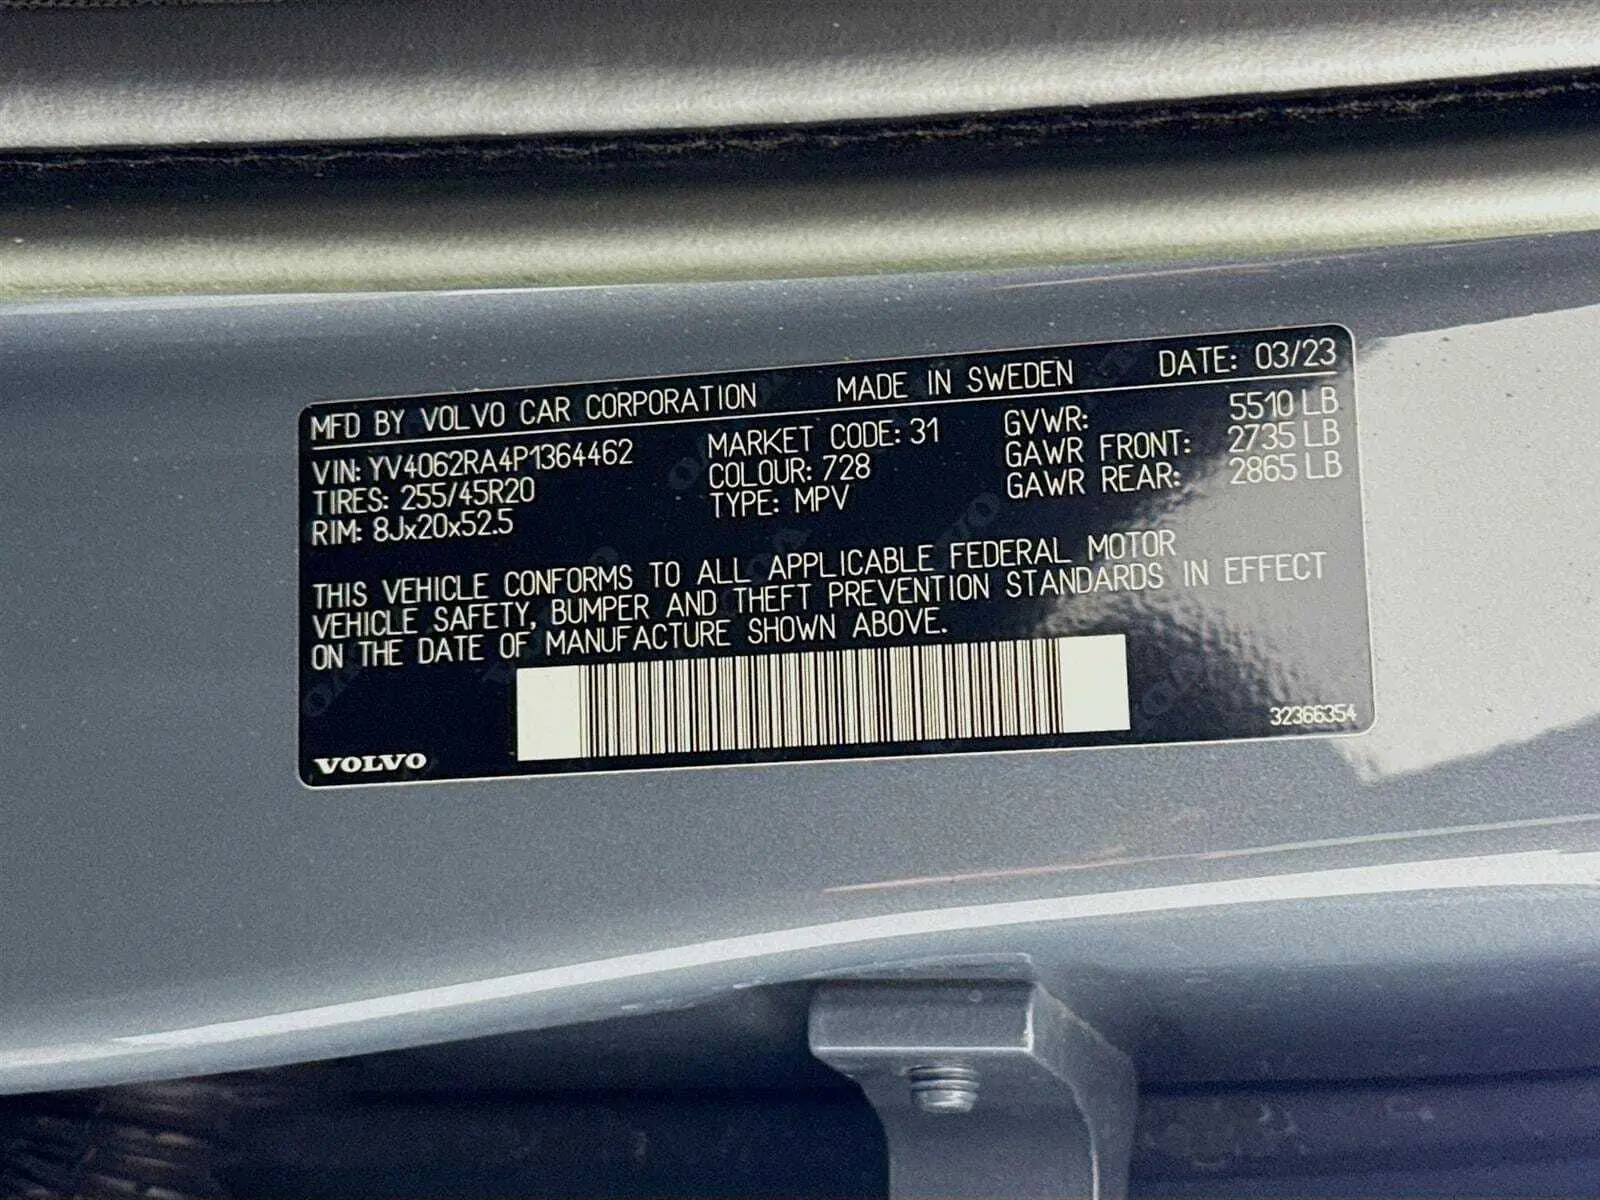 MFD BY VOLVO CAR CORPORATION MADE IN SWEDEN DATE: 03/23
VIN: YV4062RA4P1364462 MARKET CODE: 31 GVWR: 5510 LB
TIRES: 255/45R20 COLOUR: 728 GAWR FRONT: 2735 LB
RIM: 8Jx20x52.5 TYPE: MPV GAWR REAR: 2865 LB
THIS VEHICLE CONFORMS TO ALL APPLICABLE FEDERAL MOTOR
VEHICLE SAFETY, BUMPER AND THEFT PREVENTION STANDARDS IN EFFECT
ON THE DATE OF MANUFACTURE SHOWN ABOVE.
32366354
VOLVO